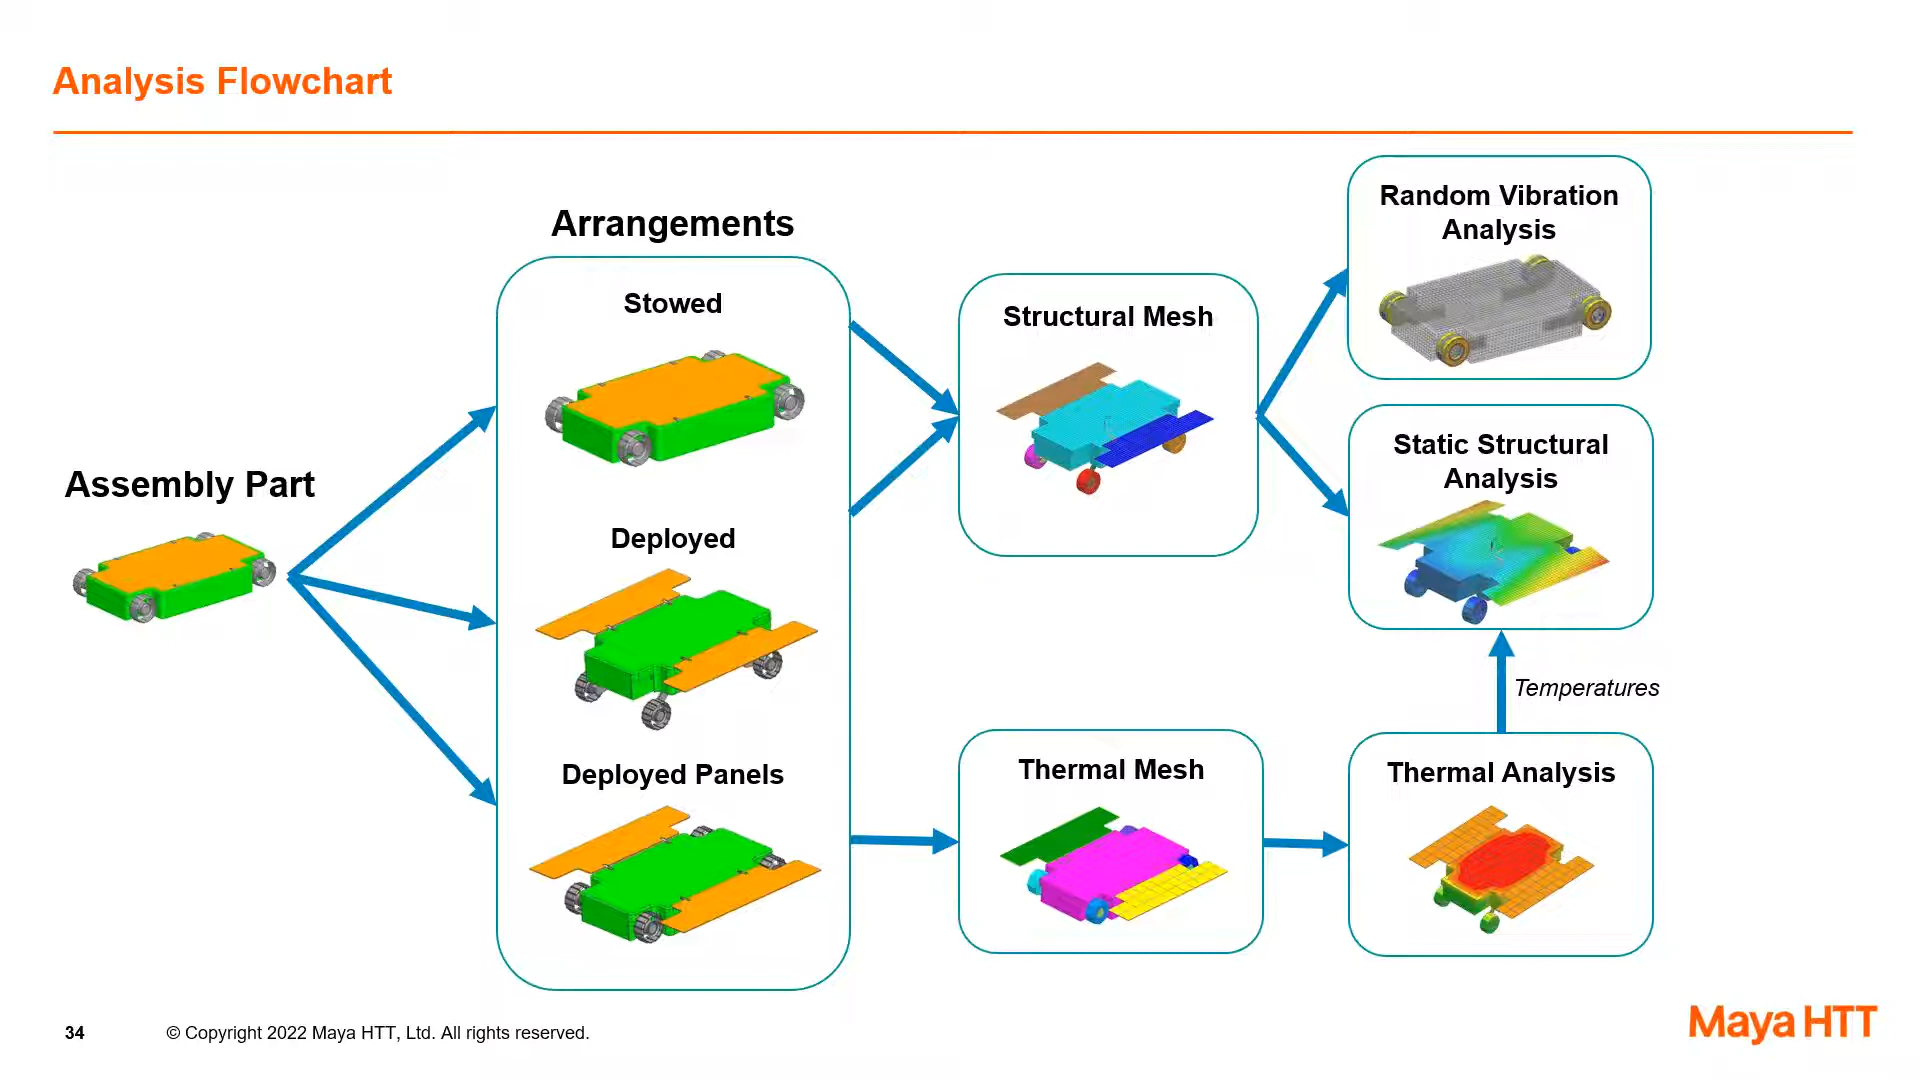 Analysis Flowchart
Assembly Part
Arrangements
Stowed
Deployed
Deployed Panels
Structural Mesh
Thermal Mesh
Random Vibration
Analysis
Static Structural
Analysis
Temperatures
Thermal Analysis
34
© Copyright 2022 Maya HTT, Ltd. All rights reserved.
Maya HTT